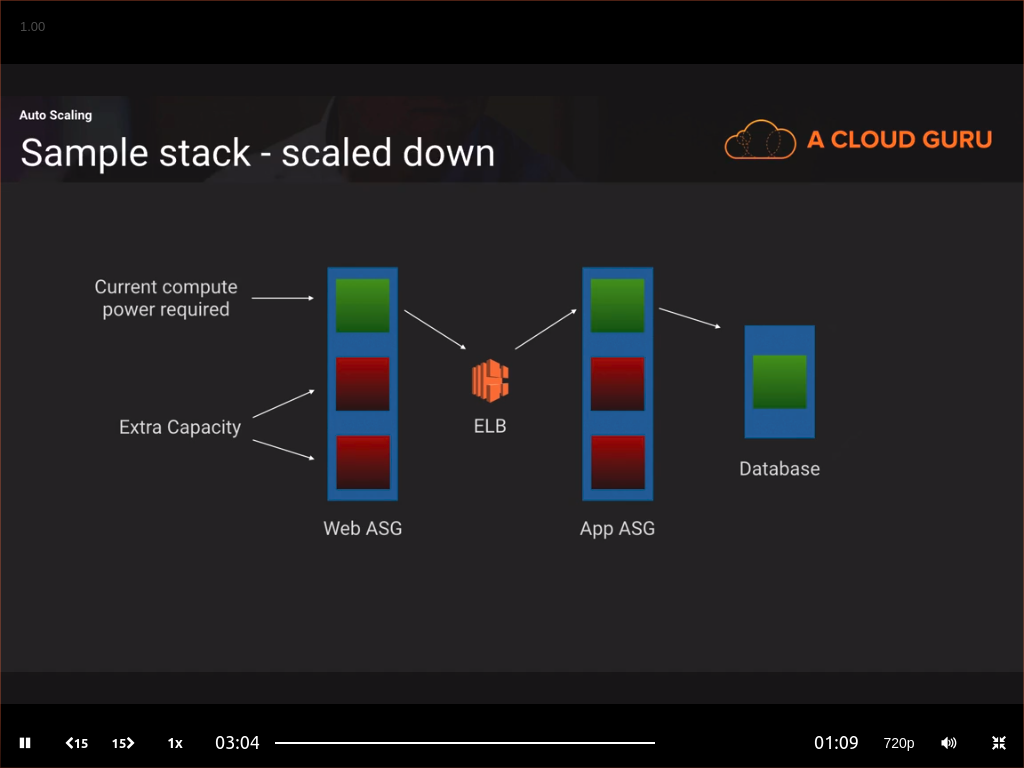 1.00
Auto Scaling
Sample stack - scaled down
A CLOUD GURU
Current compute
power required
Extra Capacity
ELB
Database
Web ASG
App ASG
15
15
1x
03:04
01:09
720p